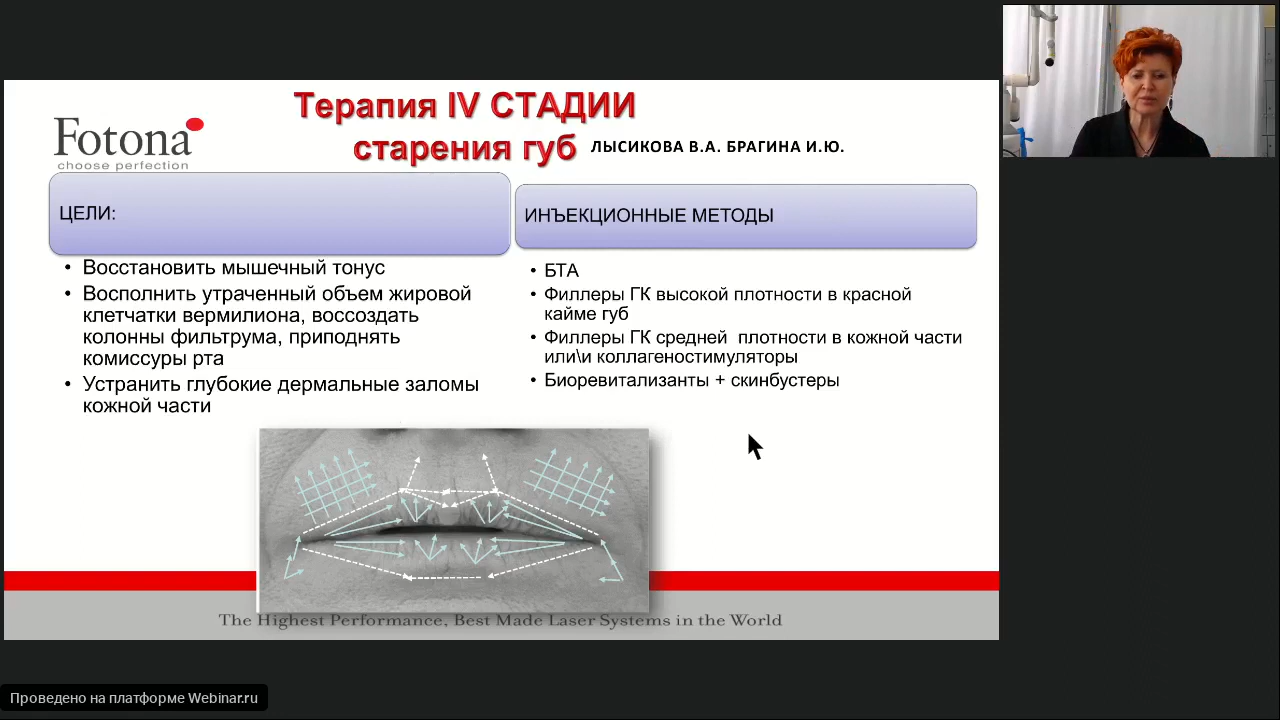 Терапия IV СТАДИИ
старения губ ЛЫСИКОВА В.А. БРАГИНА И.Ю.
Fotona
choose perfection
ЦЕЛИ:
• Восстановить мышечный тонус
• Восполнить утраченный объем жировой
клетчатки вермилиона, воссоздать
колонны фильтрума, приподнять
комиссуры рта
• Устранить глубокие дермальные заломы
кожной части
ИНЪЕКЦИОННЫЕ МЕТОДЫ
• БТА
• Филлеры ГК высокой плотности в красной
кайме губ
• Филлеры ГК средней плотности в кожной части
или\и коллагеностимуляторы
• Биоревитализанты + скинбустеры
The Highest Performance, Best Made Laser Systems in the World
Проведено на платформе Webinar.ru